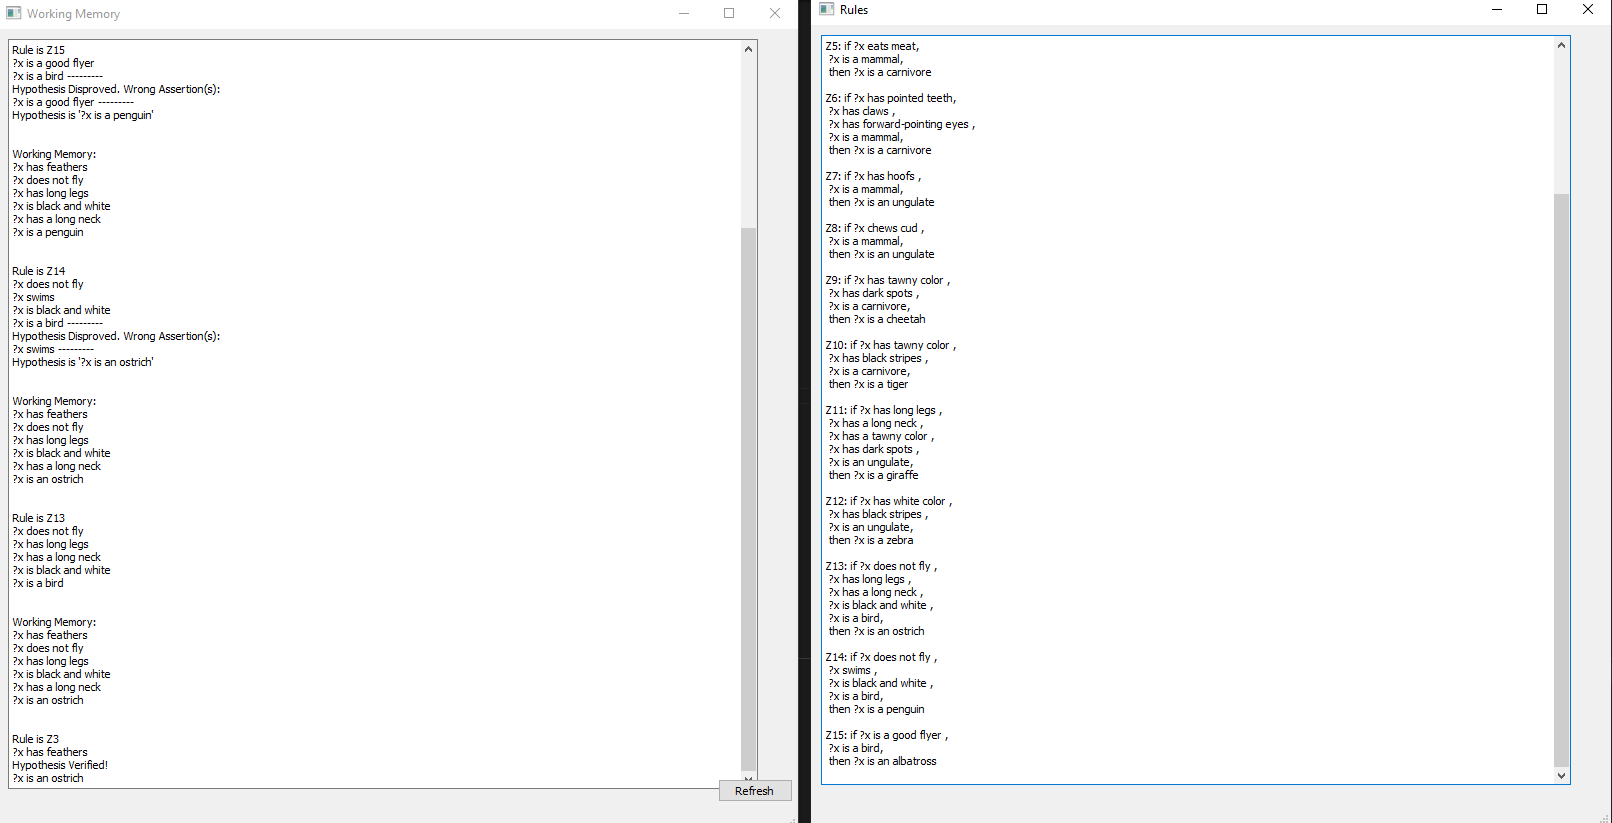 Working Memory
Rule is Z15
?x is a good flyer
?x is a bird ---------
Hypothesis Disproved. Wrong Assertion(s):
?x is a good flyer ---------
Hypothesis is '?x is a penguin'
Working Memory:
?x has feathers
?x does not fly
?x has long legs
?x is black and white
?x has a long neck
?x is a penguin
Rule is Z14
?x does not fly
?x swims
?x is black and white
?x is a bird ---------
Hypothesis Disproved. Wrong Assertion(s):
?x swims ---------
Hypothesis is '?x is an ostrich'
Working Memory:
?x has feathers
?x does not fly
?x has long legs
?x is black and white
?x has a long neck
?x is an ostrich
Rule is Z13
?x does not fly
?x has long legs
?x has a long neck
?x is black and white
?x is a bird
Working Memory:
?x has feathers
?x does not fly
?x has long legs
?x is black and white
?x has a long neck
?x is an ostrich
Rule is Z3
?x has feathers
Hypothesis Verified!
?x is an ostrich
Refresh
Rules
Z5: if ?x eats meat,
?x is a mammal,
then ?x is a carnivore
Z6: if ?x has pointed teeth,
?x has claws ,
?x has forward-pointing eyes ,
?x is a mammal,
then ?x is a carnivore
Z7: if ?x has hoofs ,
?x is a mammal,
then ?x is an ungulate
Z8: if ?x chews cud ,
?x is a mammal,
then ?x is an ungulate
Z9: if ?x has tawny color ,
?x has dark spots ,
?x is a carnivore,
then ?x is a cheetah
Z10: if ?x has tawny color ,
?x has black stripes ,
?x is a carnivore,
then ?x is a tiger
Z11: if ?x has long legs ,
?x has a long neck ,
?x has a tawny color ,
?x has dark spots ,
?x is an ungulate,
then ?x is a giraffe
Z12: if ?x has white color ,
?x has black stripes ,
?x is an ungulate,
then ?x is a zebra
Z13: if ?x does not fly ,
?x has long legs ,
?x has a long neck ,
?x is black and white ,
?x is a bird,
then ?x is an ostrich
Z14: if ?x does not fly ,
?x swims ,
?x is black and white ,
?x is a bird,
then ?x is a penguin
Z15: if ?x is a good flyer ,
?x is a bird,
then ?x is an albatross